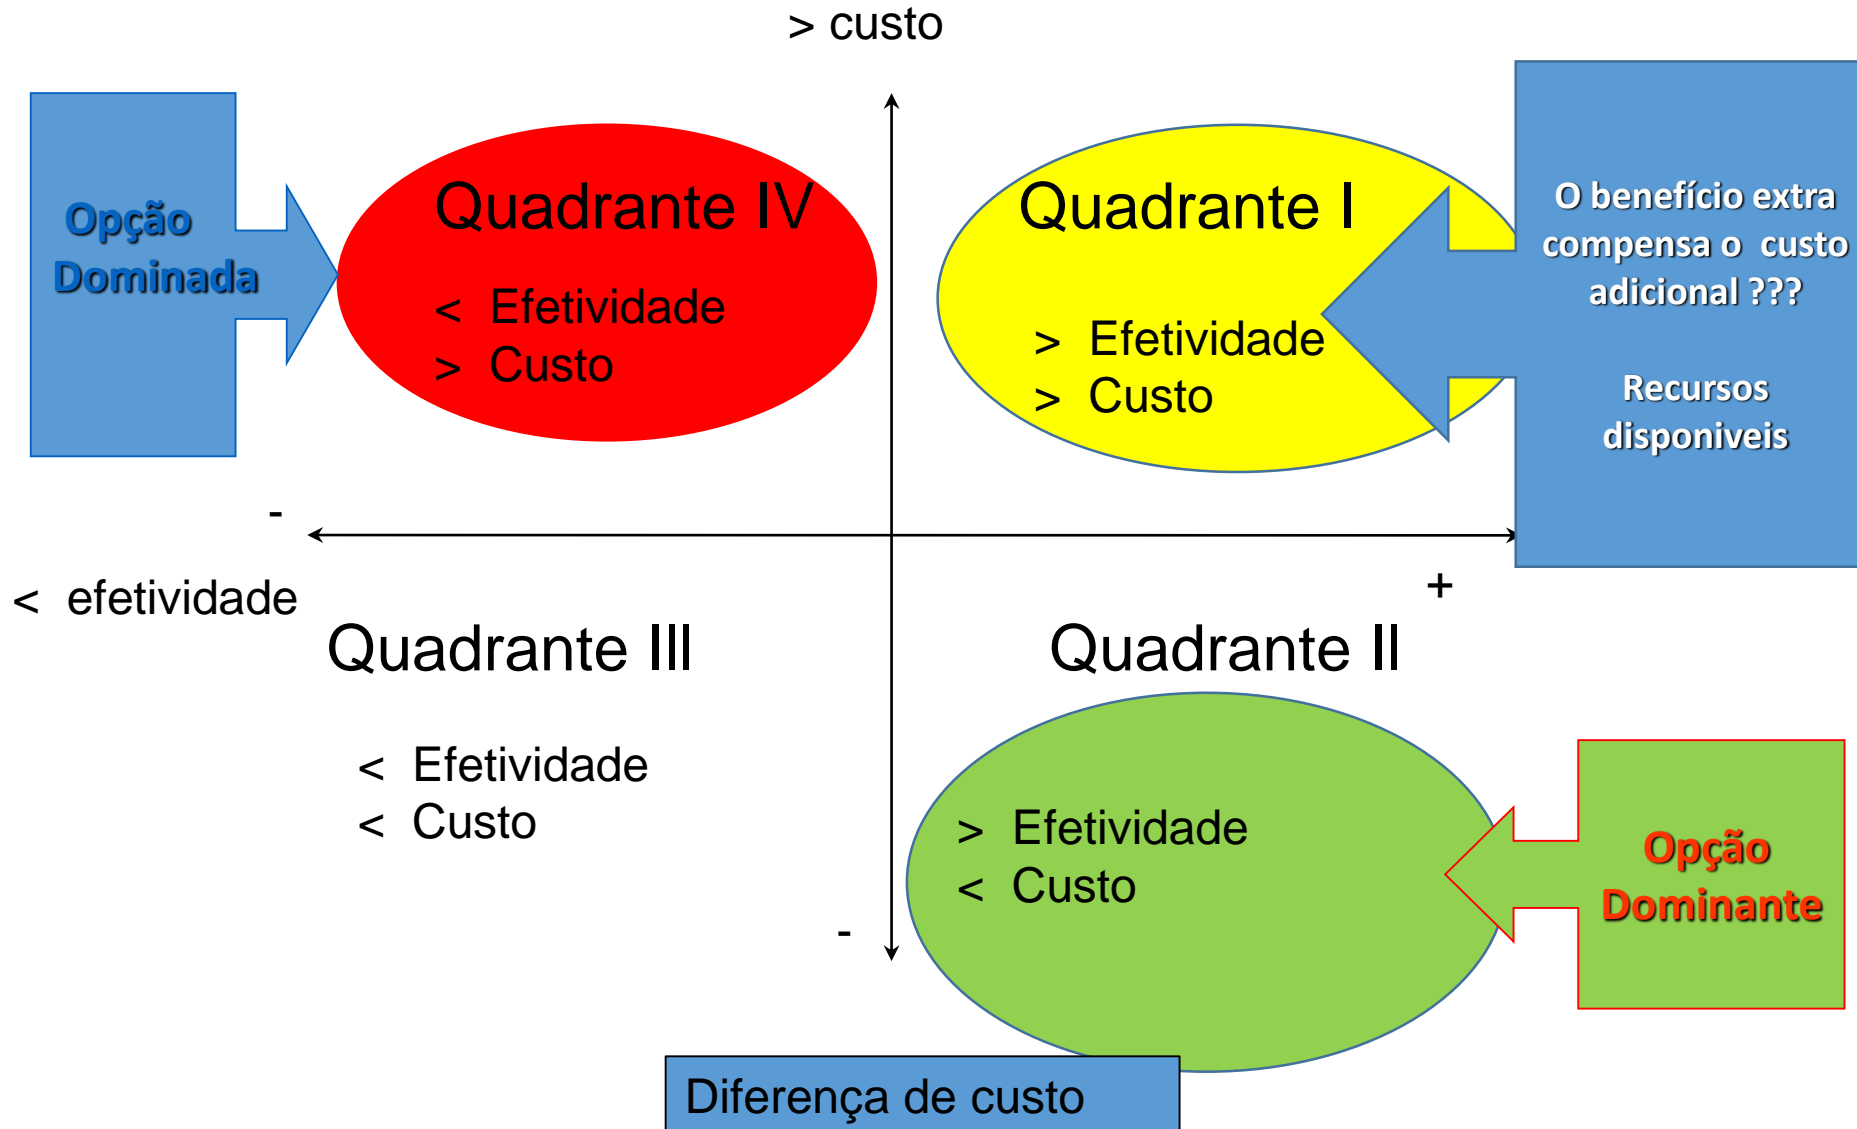 > custo
Opção
Dominada
Quadrante IV
< Efetividade
> Custo
Quadrante I
> Efetividade
> Custo
O benefício extra
compensa o custo
adicional ???
Recursos
disponiveis
-
+
< efetividade
Quadrante III
< Efetividade
< Custo
Quadrante II
> Efetividade
< Custo
-
Opção
Dominante
Diferença de custo